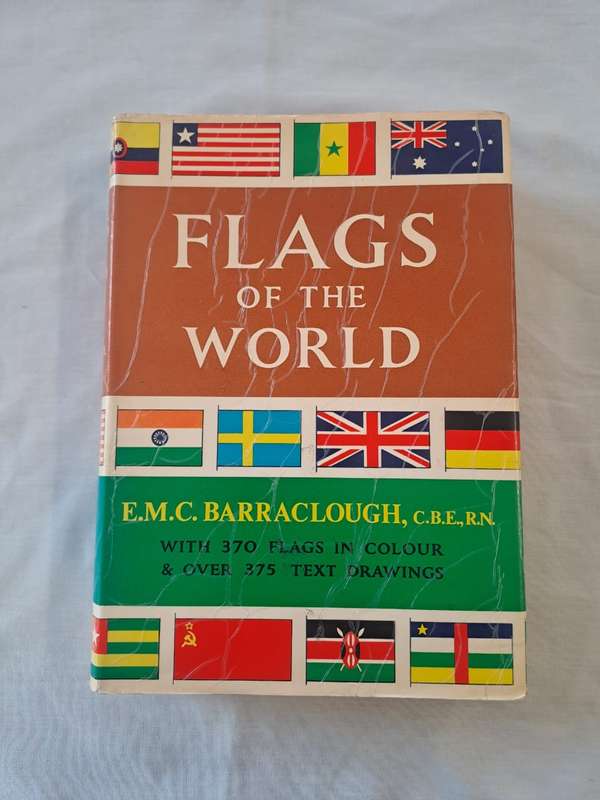 FLAGS
OF THE
WORLD
E.M.C. BARRACLOUGH, C.B.E., R.N.
WITH 370 FLAGS IN COLOUR
& OVER 375 TEXT DRAWINGS